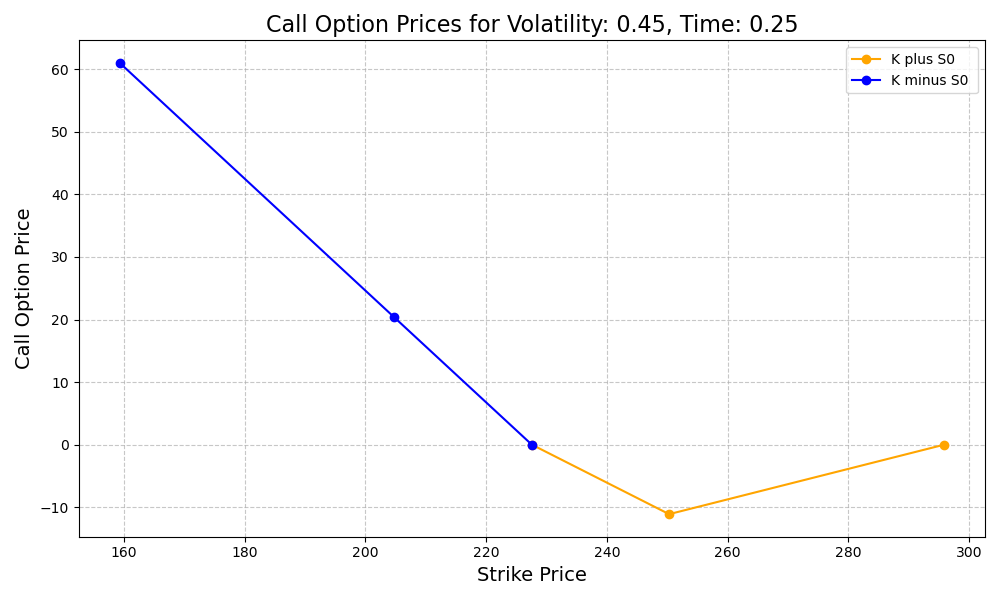 Call Option Prices for Volatility: 0.45, Time: 0.25
K plus S0
K minus S0
Call Option Price
60
50
40
30
20
10
0
−10
160 180 200 220 240 260 280 300
Strike Price